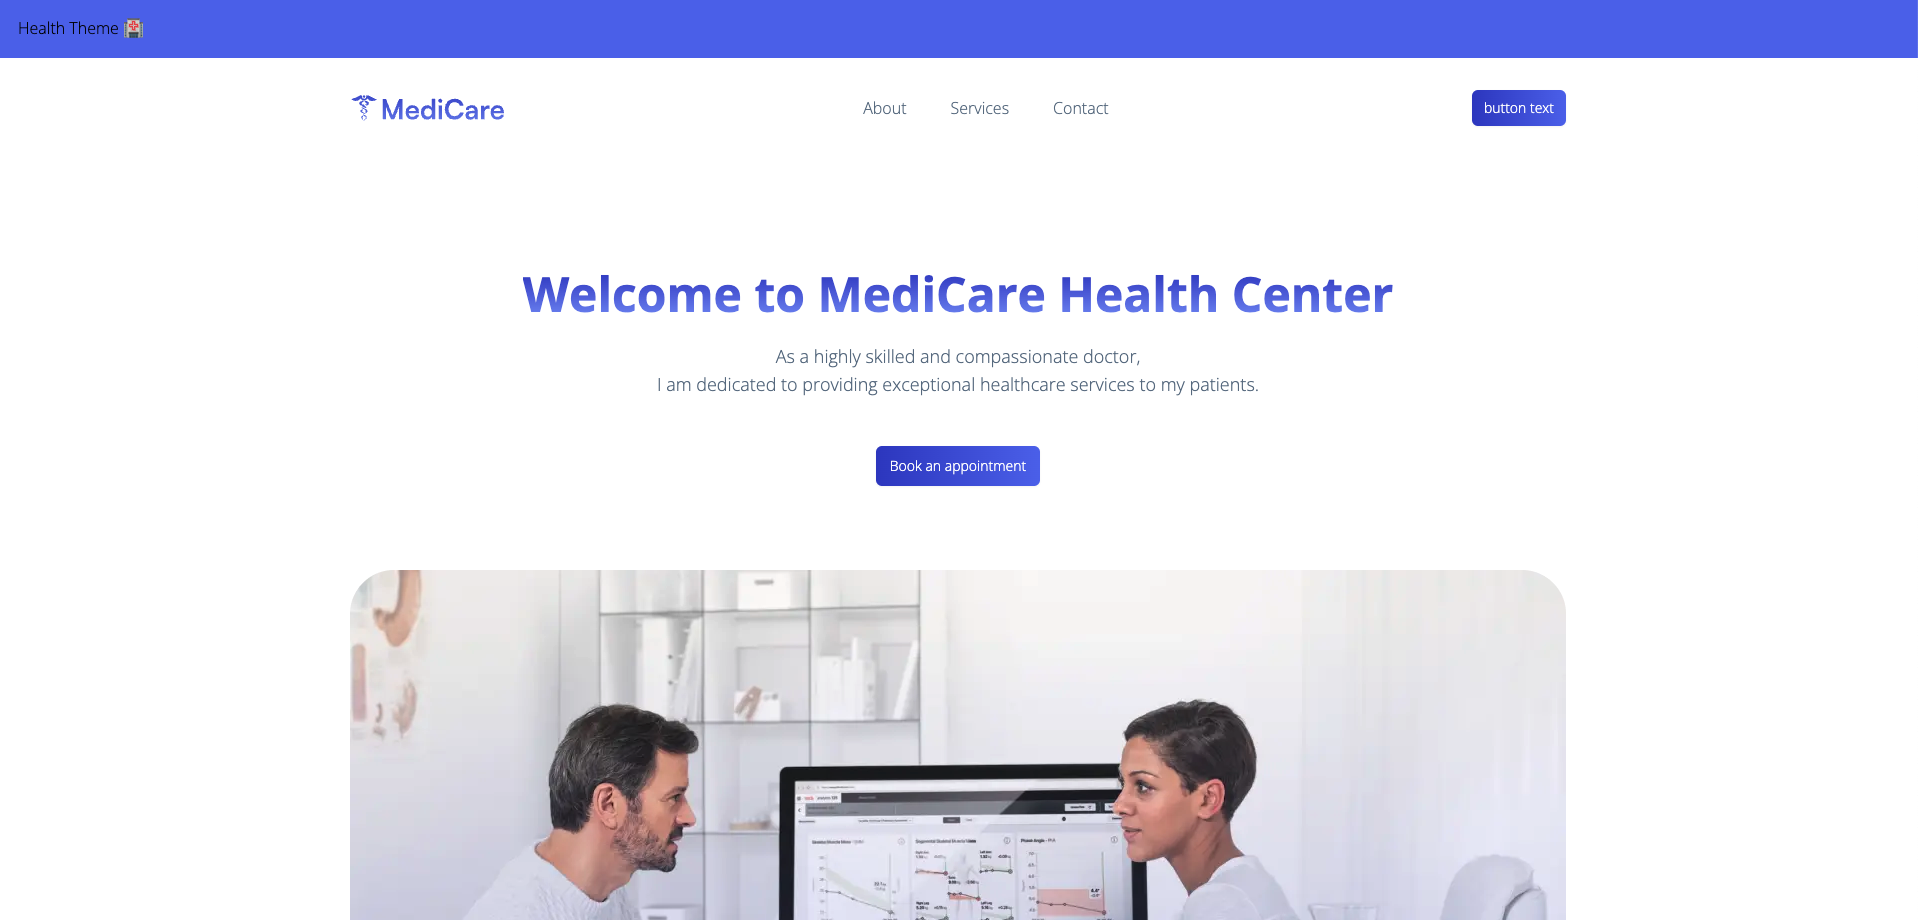 Health Theme 🏥
MediCare
About
Services
Contact
button text
Welcome to MediCare Health Center
As a highly skilled and compassionate doctor,
I am dedicated to providing exceptional healthcare services to my patients.
Book an appointment